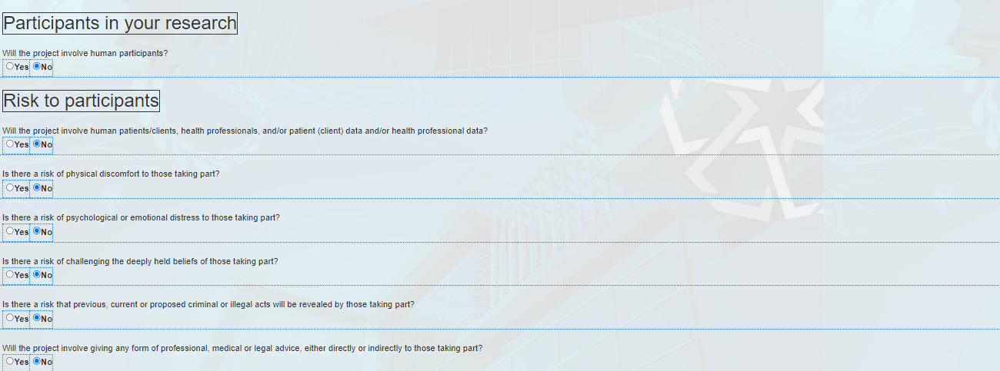 Participants in your research
Will the project involve human participants?
Yes No
Risk to participants
Will the project involve human patients/clients, health professionals, and/or patient (client) data and/or health professional data?
Yes No
Is there a risk of physical discomfort to those taking part?
Yes No
Is there a risk of psychological or emotional distress to those taking part?
Yes No
Is there a risk of challenging the deeply held beliefs of those taking part?
Yes No
Is there a risk that previous, current or proposed criminal or illegal acts will be revealed by those taking part?
Yes No
Will the project involve giving any form of professional, medical or legal advice, either directly or indirectly to those taking part?
Yes No